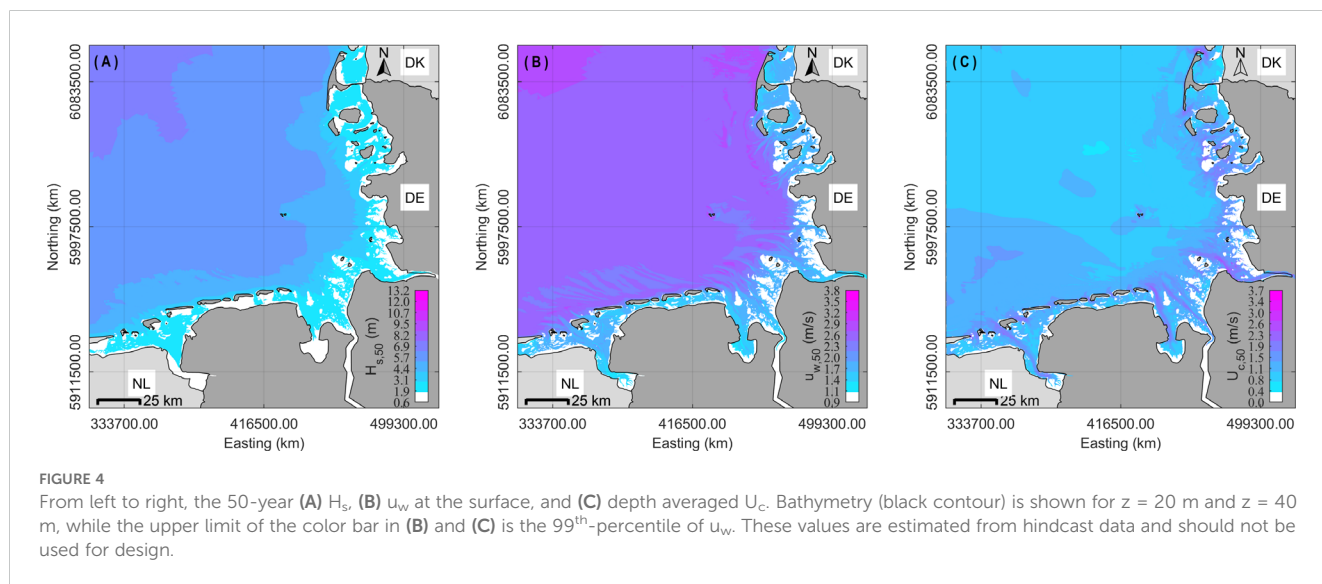 (A)
N
DK
DE
NL
6083500.00
5997500.00
5911500.00
Northing (km)
13.2
12.0
10.7
9.5
8.2
6.9
5.7
4.4
3.1
1.9
0.6
H_s,50 (m)
25 km
3333700.00
416500.00
499300.00
Easting (km)
(B)
N
DK
DE
NL
6083500.00
5997500.00
5911500.00
Northing (km)
3.8
3.5
3.2
2.9
2.6
2.3
2.0
1.7
1.4
1.1
0.9
u_w,50 (m/s)
25 km
333700.00
416500.00
499300.00
Easting (km)
(C)
N
DK
DE
NL
6083500.00
5997500.00
5911500.00
Northing (km)
3.7
3.4
3.0
2.6
2.3
1.9
1.5
1.1
0.8
0.4
0.0
U_c,50 (m/s)
25 km
333700.00
416500.00
499300.00
Easting (km)
FIGURE 4
From left to right, the 50-year (A) Hs, (B) uw at the surface, and (C) depth averaged Uc. Bathymetry (black contour) is shown for z = 20 m and z = 40
m, while the upper limit of the color bar in (B) and (C) is the 99th-percentile of uw. These values are estimated from hindcast data and should not be
used for design.